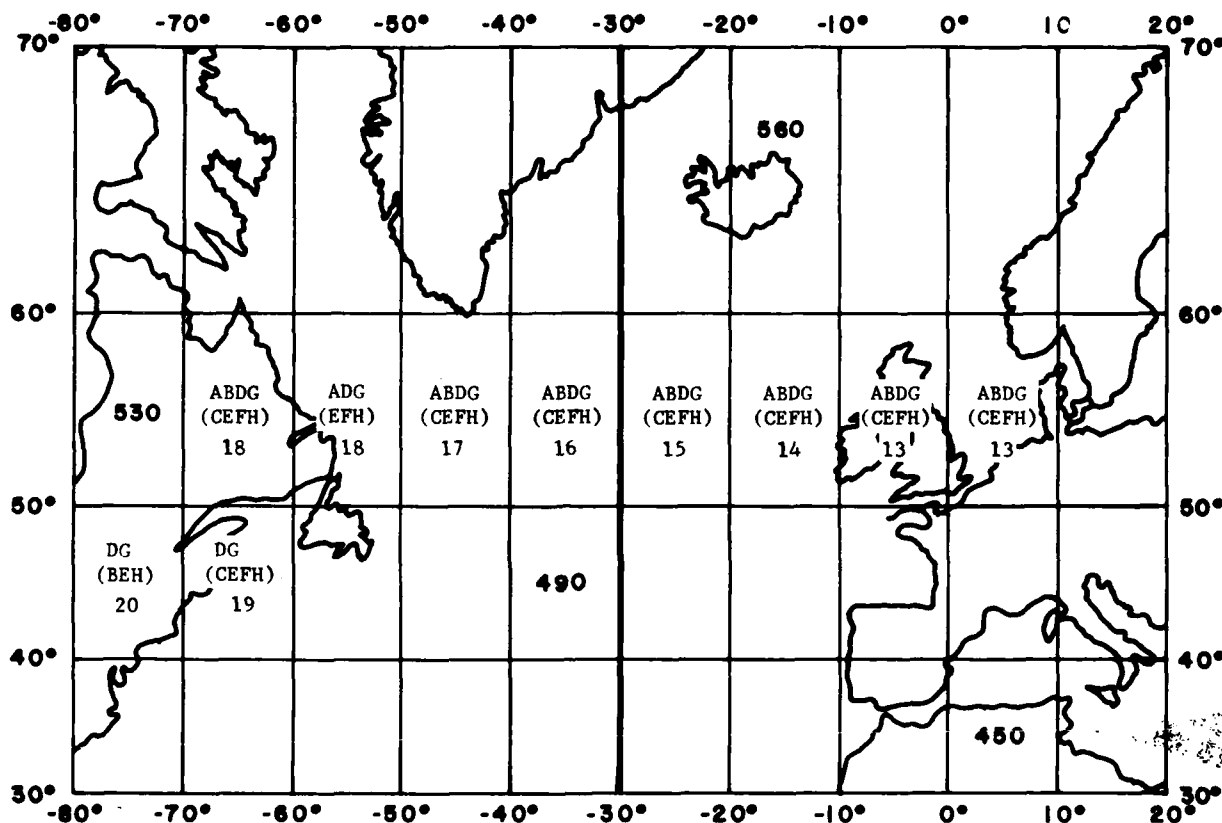 -80° -70° -60° -50° -40° -30° -20° -10° 0° 10° 20°
70° 70°
560
60° 60°
530
ABDG ADG ABDG ABDG ABDG ABDG ABDG ABDG
(CEFH) (EFH) (CEFH) (CEFH) (CEFH) (CEFH) (CEFH) (CEFH)
18 18 17 16 15 14 13 13
50° 50°
DG DG
(BEH) (CEFH)
20 19
490
40° 40°
450
30° 30°
-80° -70° -60° -50° -40° -30° -20° -10° 0° 10° 20°